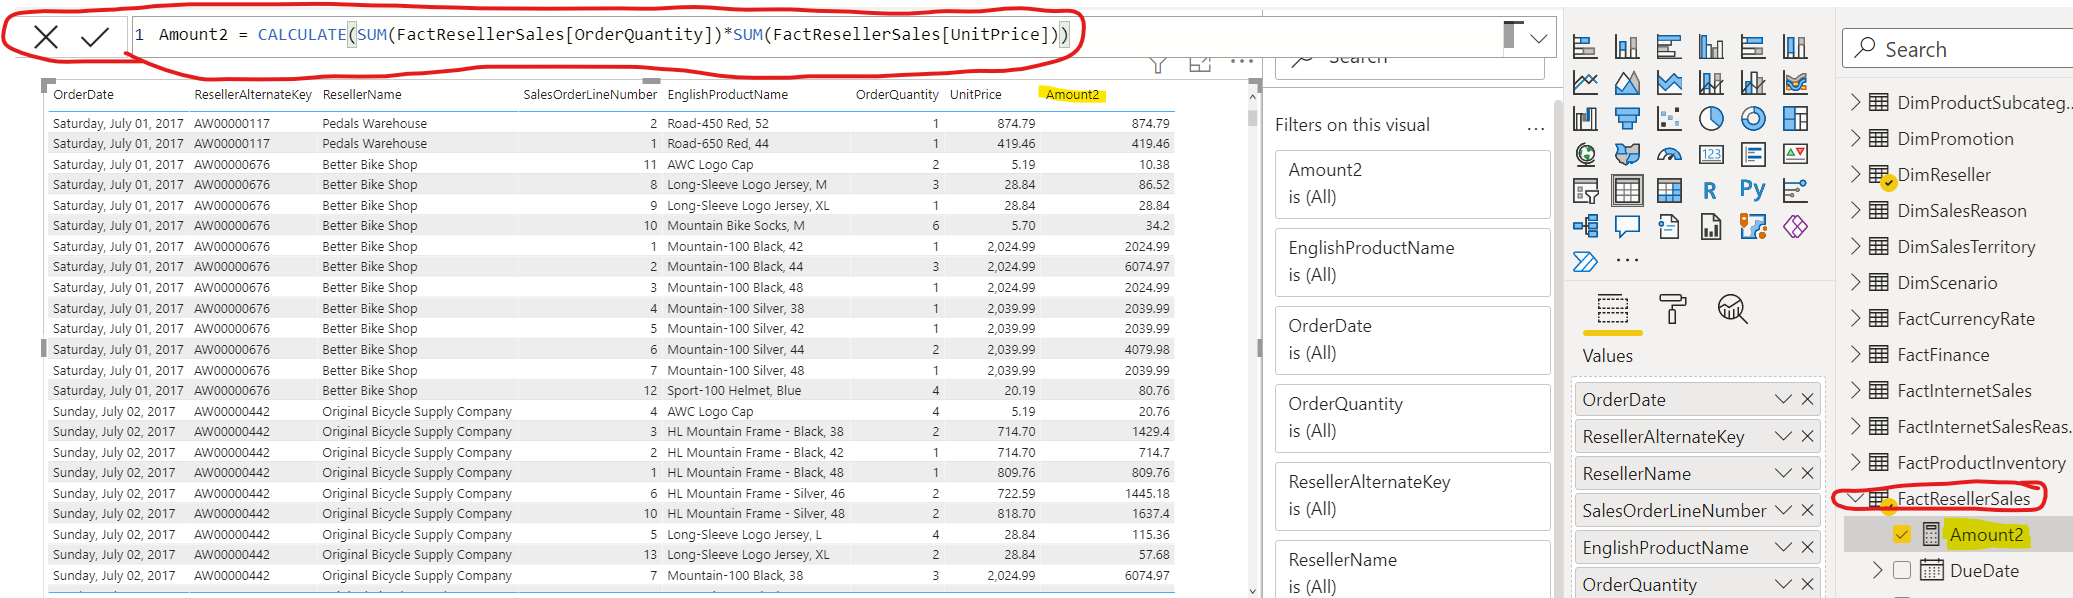 1 Amount2 = CALCULATE(SUM(FactResellerSales[OrderQuantity])*SUM(FactResellerSales[UnitPrice]))
OrderDate ResellerAlternateKey ResellerName SalesOrderLineNumber EnglishProductName OrderQuantity UnitPrice Amount2
Saturday, July 01, 2017 AW00000117 Pedals Warehouse 2 Road-450 Red, 52 1 874.79 874.79
Saturday, July 01, 2017 AW00000117 Pedals Warehouse 1 Road-650 Red, 44 1 419.46 419.46
Saturday, July 01, 2017 AW00000676 Better Bike Shop 11 AWC Logo Cap 2 5.19 10.38
Saturday, July 01, 2017 AW00000676 Better Bike Shop 8 Long-Sleeve Logo Jersey, M 3 28.84 86.52
Saturday, July 01, 2017 AW00000676 Better Bike Shop 9 Long-Sleeve Logo Jersey, XL 1 28.84 28.84
Saturday, July 01, 2017 AW00000676 Better Bike Shop 10 Mountain Bike Socks, M 6 5.70 34.2
Saturday, July 01, 2017 AW00000676 Better Bike Shop 1 Mountain-100 Black, 42 1 2,024.99 2024.99
Saturday, July 01, 2017 AW00000676 Better Bike Shop 2 Mountain-100 Black, 44 3 2,024.99 6074.97
Saturday, July 01, 2017 AW00000676 Better Bike Shop 3 Mountain-100 Black, 48 1 2,024.99 2024.99
Saturday, July 01, 2017 AW00000676 Better Bike Shop 4 Mountain-100 Silver, 38 1 2,039.99 2039.99
Saturday, July 01, 2017 AW00000676 Better Bike Shop 5 Mountain-100 Silver, 42 1 2,039.99 2039.99
Saturday, July 01, 2017 AW00000676 Better Bike Shop 6 Mountain-100 Silver, 44 2 2,039.99 4079.98
Saturday, July 01, 2017 AW00000676 Better Bike Shop 7 Mountain-100 Silver, 48 1 2,039.99 2039.99
Saturday, July 01, 2017 AW00000676 Better Bike Shop 12 Sport-100 Helmet, Blue 4 20.19 80.76
Sunday, July 02, 2017 AW00000442 Original Bicycle Supply Company 4 AWC Logo Cap 4 5.19 20.76
Sunday, July 02, 2017 AW00000442 Original Bicycle Supply Company 3 HL Mountain Frame - Black, 38 2 714.70 1429.4
Sunday, July 02, 2017 AW00000442 Original Bicycle Supply Company 2 HL Mountain Frame - Black, 42 1 714.70 714.7
Sunday, July 02, 2017 AW00000442 Original Bicycle Supply Company 1 HL Mountain Frame - Black, 48 1 809.76 809.76
Sunday, July 02, 2017 AW00000442 Original Bicycle Supply Company 6 HL Mountain Frame - Silver, 46 2 722.59 1445.18
Sunday, July 02, 2017 AW00000442 Original Bicycle Supply Company 10 HL Mountain Frame - Silver, 48 2 818.70 1637.4
Sunday, July 02, 2017 AW00000442 Original Bicycle Supply Company 5 Long-Sleeve Logo Jersey, L 4 28.84 115.36
Sunday, July 02, 2017 AW00000442 Original Bicycle Supply Company 13 Long-Sleeve Logo Jersey, XL 2 28.84 57.68
Sunday, July 02, 2017 AW00000442 Original Bicycle Supply Company 7 Mountain-100 Black, 38 3 2,024.99 6074.97
Search
Filters on this visual
Amount2
is (All)
EnglishProductName
is (All)
OrderDate
is (All)
OrderQuantity
is (All)
ResellerAlternateKey
is (All)
ResellerName
is (All)
123
R
Py
Values
OrderDate
ResellerAlternateKey
ResellerName
SalesOrderLineNumber
EnglishProductName
OrderQuantity
Search
DimProductSubcateg...
DimPromotion
DimReseller
DimSalesReason
DimSalesTerritory
DimScenario
FactCurrencyRate
FactFinance
FactInternetSales
FactInternetSalesReas...
FactProductInventory
FactResellerSales
Amount2
DueDate